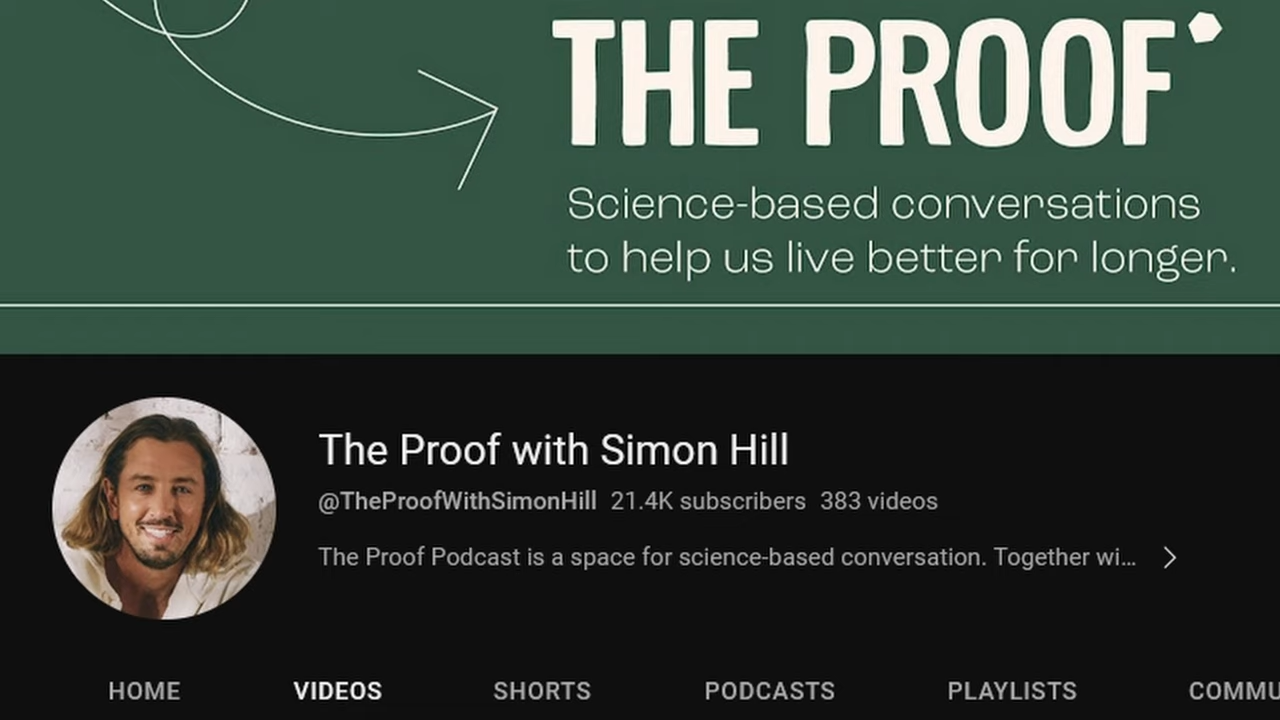 THE PROOF
Science-based conversations
to help us live better for longer.
The Proof with Simon Hill
@TheProofWithSimonHill 21.4K subscribers 383 videos
The Proof Podcast is a space for science-based conversation. Together wi...
HOME VIDEOS SHORTS PODCASTS PLAYLISTS COMMU